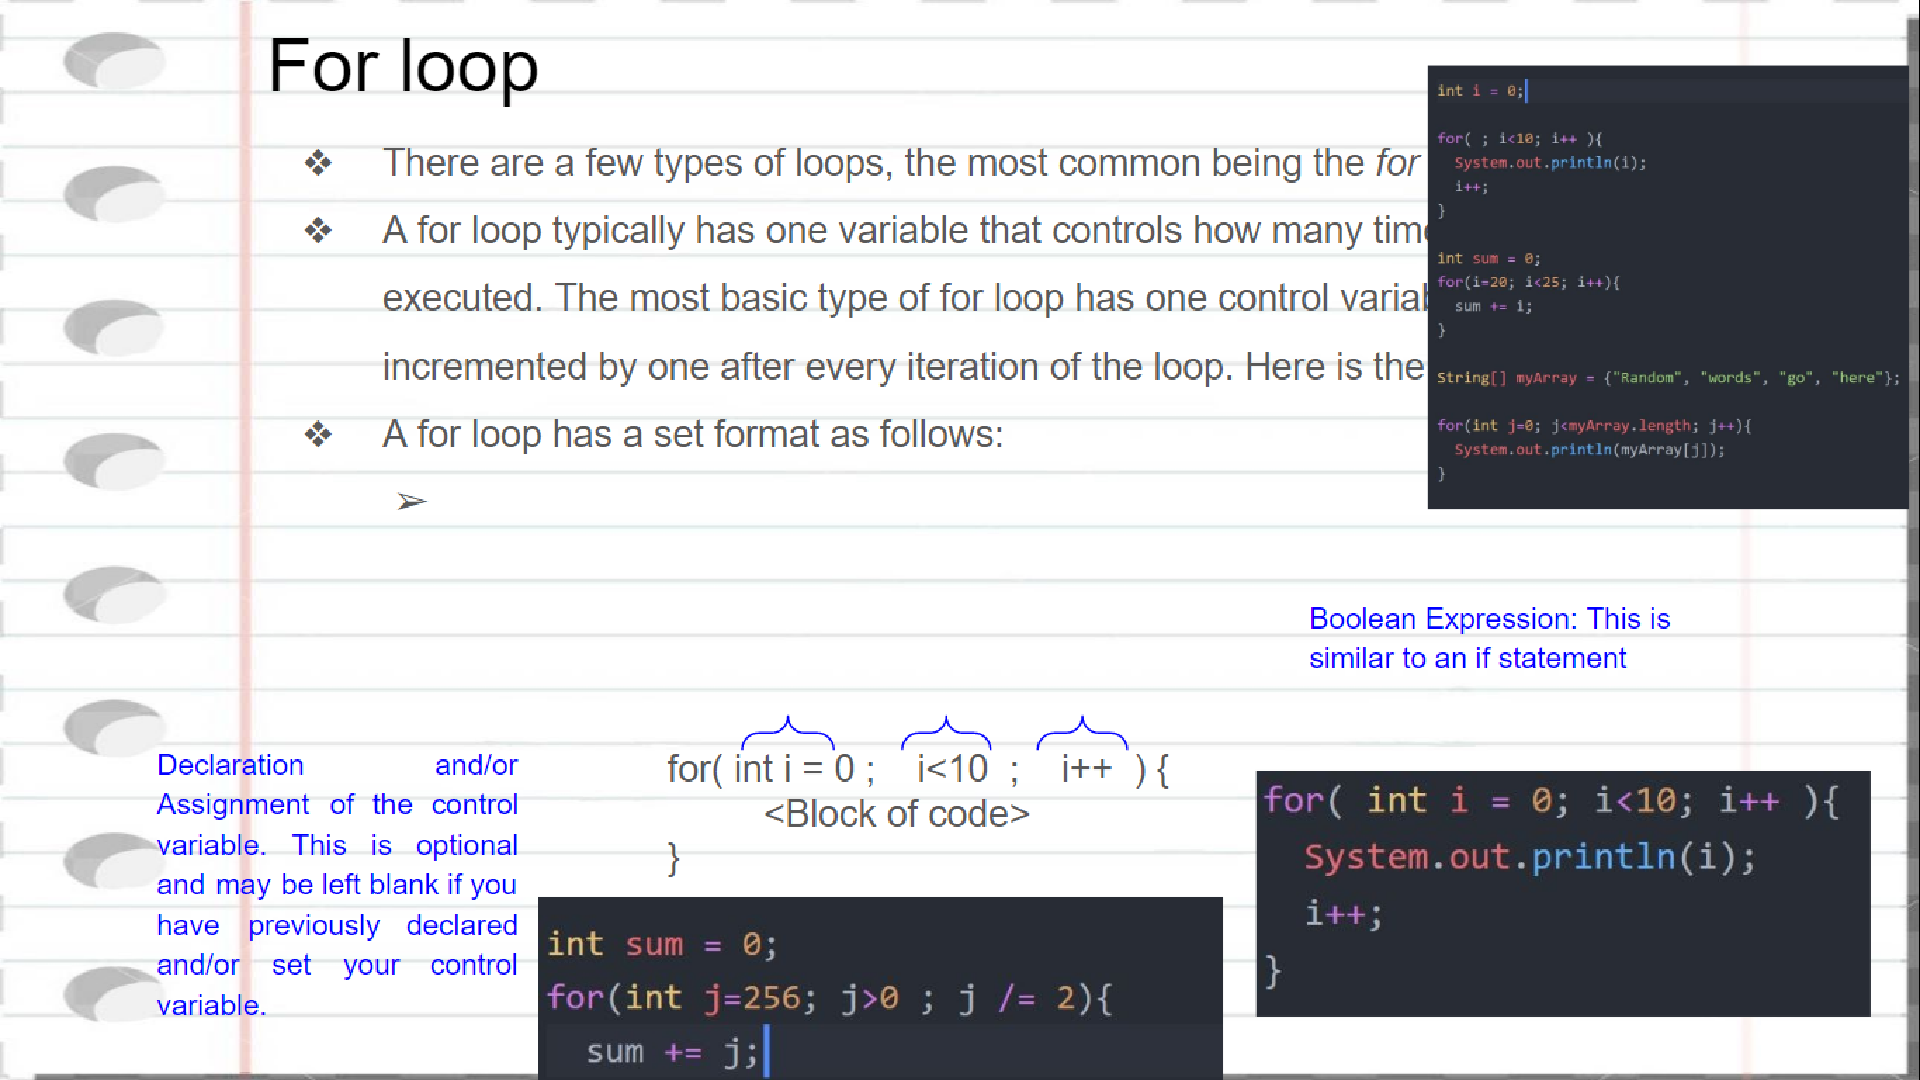 For loop
There are a few types of loops, the most common being the for
A for loop typically has one variable that controls how many
executed. The most basic type of for loop has one control
incremented by one after every iteration of the loop. Here is the
A for loop has a set format as follows:
int i = 0;
for( ; i<10; i++ ){
System.out.println(i);
i++;
}
int sum = 0;
for(i=20; i<25; i++){
sum += i;
}
String[] myArray = {"Random", "words", "go", "here"};
for(int j=0; j<myArray.length; j++){
System.out.println(myArray[j]);
}
Boolean Expression: This is
similar to an if statement
Declaration and/or
Assignment of the control
variable. This is optional
and may be left blank if you
have previously declared
and/or set your control
variable.
for( int i = 0 ; i<10 ; i++ ) {
<Block of code>
}
int sum = 0;
for(int j=256; j>0 ; j /= 2){
sum += j;
for( int i = 0; i<10; i++ ){
System.out.println(i);
i++;
}